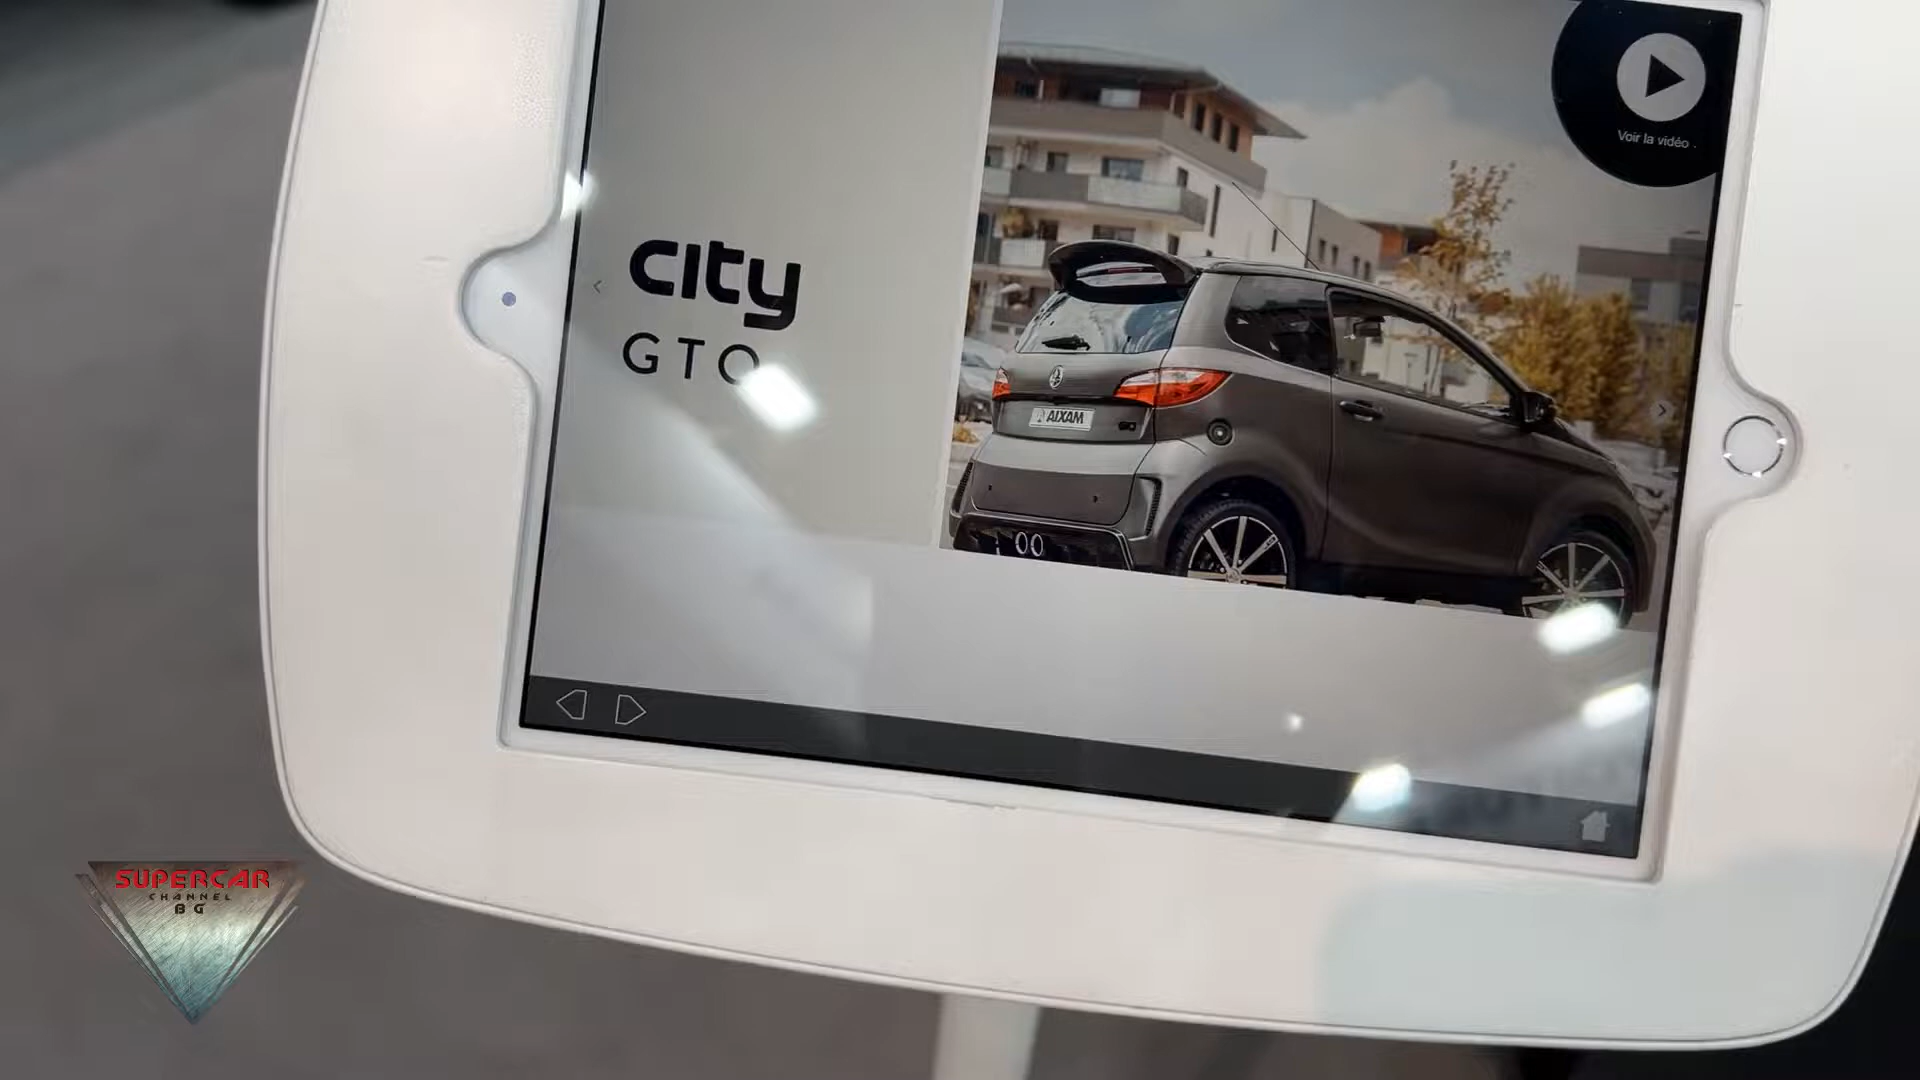 Voir la vidéo
city
GTO
AIXAM
SUPERCAR
CHANNEL
BG